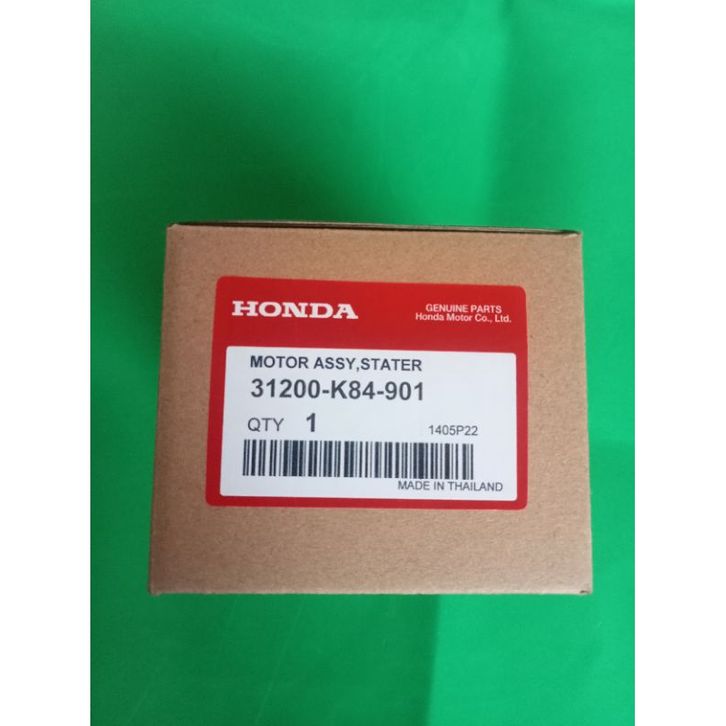 HONDA
GENUINE PARTS
Honda Motor Co., Ltd.
MOTOR ASSY,STATER
31200-K84-901
QTY 1
1405P22
MADE IN THAILAND